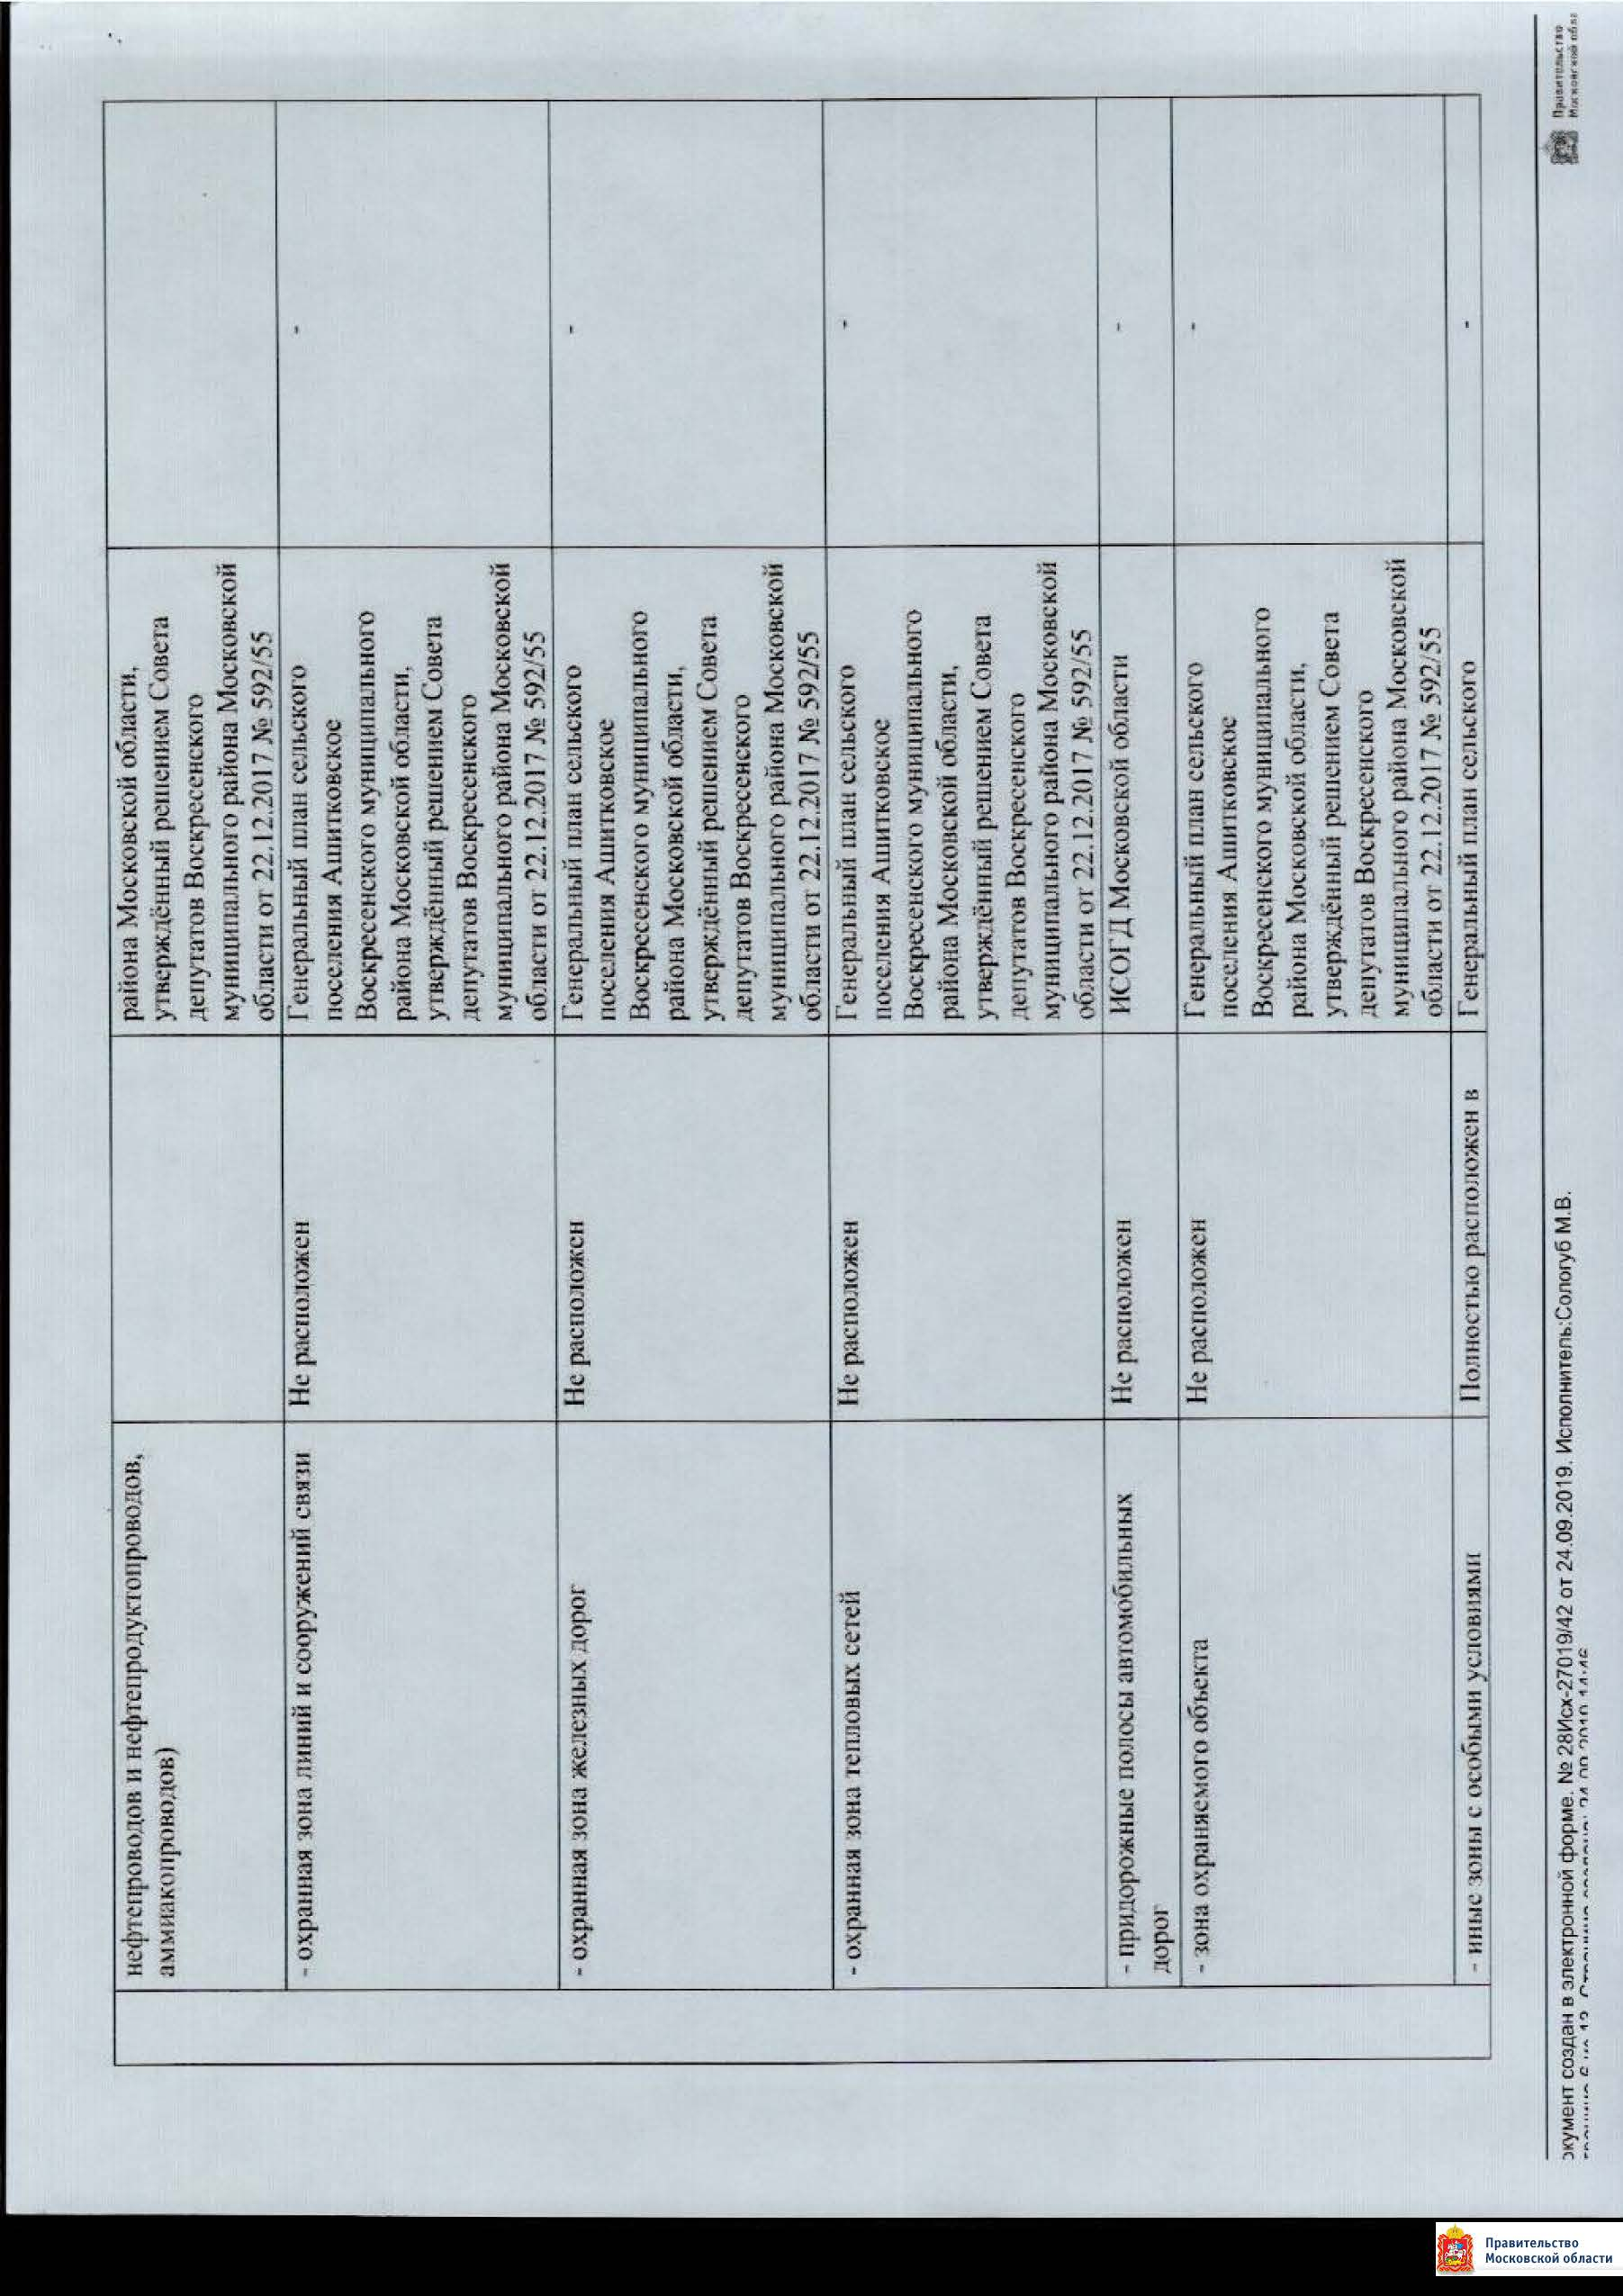 нефтепроводов и нефтепродуктопроводов,
аммиакопроводов)
района Московской области,
утверждённый решением Совета
депутатов Воскресенского
муниципального района Московской
области от 22.12.2017 № 592/55
- охранная зона линий и сооружений связи
Не расположен
Генеральный план сельского
поселения Ашитковское
Воскресенского муниципального
района Московской области,
утверждённый решением Совета
депутатов Воскресенского
муниципального района Московской
области от 22.12.2017 № 592/55
-
- охранная зона железных дорог
Не расположен
Генеральный план сельского
поселения Ашитковское
Воскресенского муниципального
района Московской области,
утверждённый решением Совета
депутатов Воскресенского
муниципального района Московской
области от 22.12.2017 № 592/55
-
- охранная зона тепловых сетей
Не расположен
Генеральный план сельского
поселения Ашитковское
Воскресенского муниципального
района Московской области,
утверждённый решением Совета
депутатов Воскресенского
муниципального района Московской
области от 22.12.2017 № 592/55
-
- придорожные полосы автомобильных
дорог
Не расположен
ИСОГД Московской области
-
- зона охраняемого объекта
Не расположен
Генеральный план сельского
поселения Ашитковское
Воскресенского муниципального
района Московской области,
утверждённый решением Совета
депутатов Воскресенского
муниципального района Московской
области от 22.12.2017 № 592/55
-
- иные зоны с особыми условиями
Полностью расположен в
Генеральный план сельского
-
окумент создан в электронной форме. № 28Исх-27019/42 от 24.09.2019. Исполнитель:Сологуб М.В.
Правительство
Московской обла
Правительство
Московской области